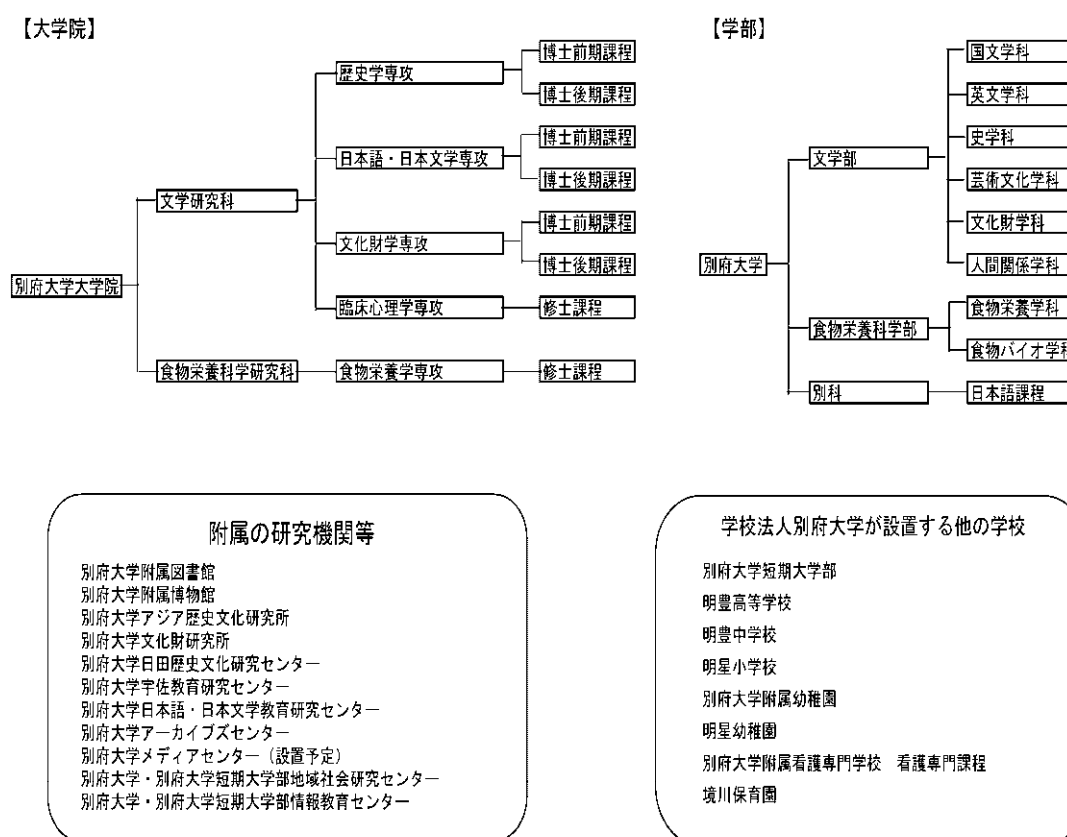 【大学院】
別府大学大学院
文学研究科
歴史学専攻
博士前期課程
博士後期課程
日本語・日本文学専攻
博士前期課程
博士後期課程
文化財学専攻
博士前期課程
博士後期課程
臨床心理学専攻
修士課程
食物栄養科学研究科
食物栄養学専攻
修士課程
【学部】
別府大学
文学部
国文学科
英文学科
史学科
芸術文化学科
文化財学科
人間関係学科
食物栄養科学部
食物栄養学科
食物バイオ学科
別科
日本語課程
附属の研究機関等
別府大学附属図書館
別府大学附属博物館
別府大学アジア歴史文化研究所
別府大学文化財研究所
別府大学日田歴史文化研究センター
別府大学宇佐教育研究センター
別府大学日本語・日本文学教育研究センター
別府大学アーカイブズセンター
別府大学メディアセンター（設置予定）
別府大学・別府大学短期大学部地域社会研究センター
別府大学・別府大学短期大学部情報教育センター
学校法人別府大学が設置する他の学校
別府大学短期大学部
明豊高等学校
明豊中学校
明星小学校
別府大学附属幼稚園
明星幼稚園
別府大学附属看護専門学校　看護専門課程
境川保育園